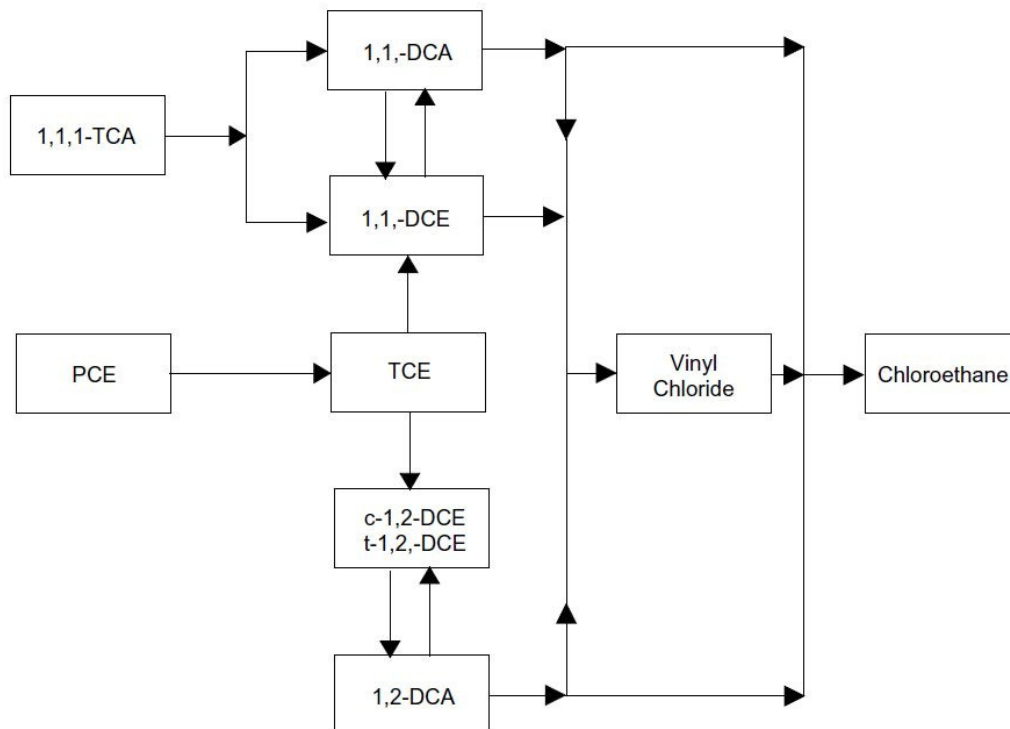 1,1,-DCA
1,1,1-TCA
1,1,-DCE
PCE
TCE
Vinyl
Chloride
Chloroethane
c-1,2-DCE
t-1,2,-DCE
1,2-DCA